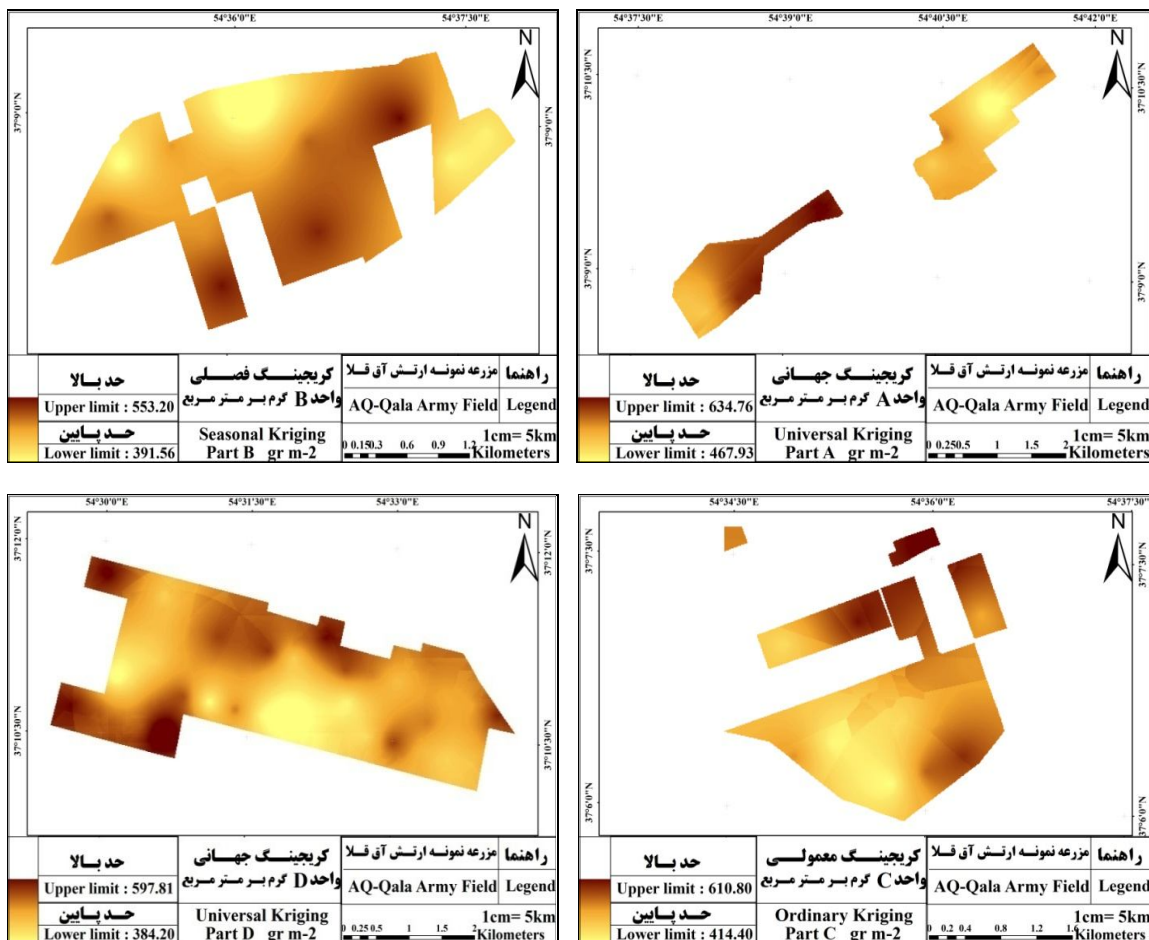 54°36'0"E 54°37'30"E
N
37°9'0"N
37°9'0"N
حد بالا
Upper limit : 553.20
حد پایین
Lower limit : 391.56
کریجینگ فصلی
واحد B گرم بر متر مربع
Seasonal Kriging
Part B gr m-2
مزرعه نمونه ارتش آق قلا
راهنما
AQ-Qala Army Field
Legend
1cm= 5km
0 0.15 0.3 0.6 0.9 1.2
Kilometers
54°37'30"E 54°39'0"E 54°40'30"E 54°42'0"E
N
37°10'30"N
37°10'30"N
37°9'0"N
37°9'0"N
حد بالا
Upper limit : 634.76
حد پایین
Lower limit : 467.93
کریجینگ جهانی
واحد A گرم بر متر مربع
Universal Kriging
Part A gr m-2
مزرعه نمونه ارتش آق قلا
راهنما
AQ-Qala Army Field
Legend
1cm= 5km
0 0.25 0.5 1 1.5 2
Kilometers
54°30'0"E 54°31'30"E 54°33'0"E
N
37°12'0"N
37°12'0"N
37°10'30"N
37°10'30"N
حد بالا
Upper limit : 597.81
حد پایین
Lower limit : 384.20
کریجینگ جهانی
واحد D گرم بر متر مربع
Universal Kriging
Part D gr m-2
مزرعه نمونه ارتش آق قلا
راهنما
AQ-Qala Army Field
Legend
1cm= 5km
0 0.25 0.5 1 1.5 2
Kilometers
54°34'30"E 54°36'0"E 54°37'30"E
N
37°7'30"N
37°7'30"N
37°6'0"N
37°6'0"N
حد بالا
Upper limit : 610.80
حد پایین
Lower limit : 414.40
کریجینگ معمولی
واحد C گرم بر متر مربع
Ordinary Kriging
Part C gr m-2
مزرعه نمونه ارتش آق قلا
راهنما
AQ-Qala Army Field
Legend
1cm= 5km
0 0.2 0.4 0.8 1.2 1.6
Kilometers